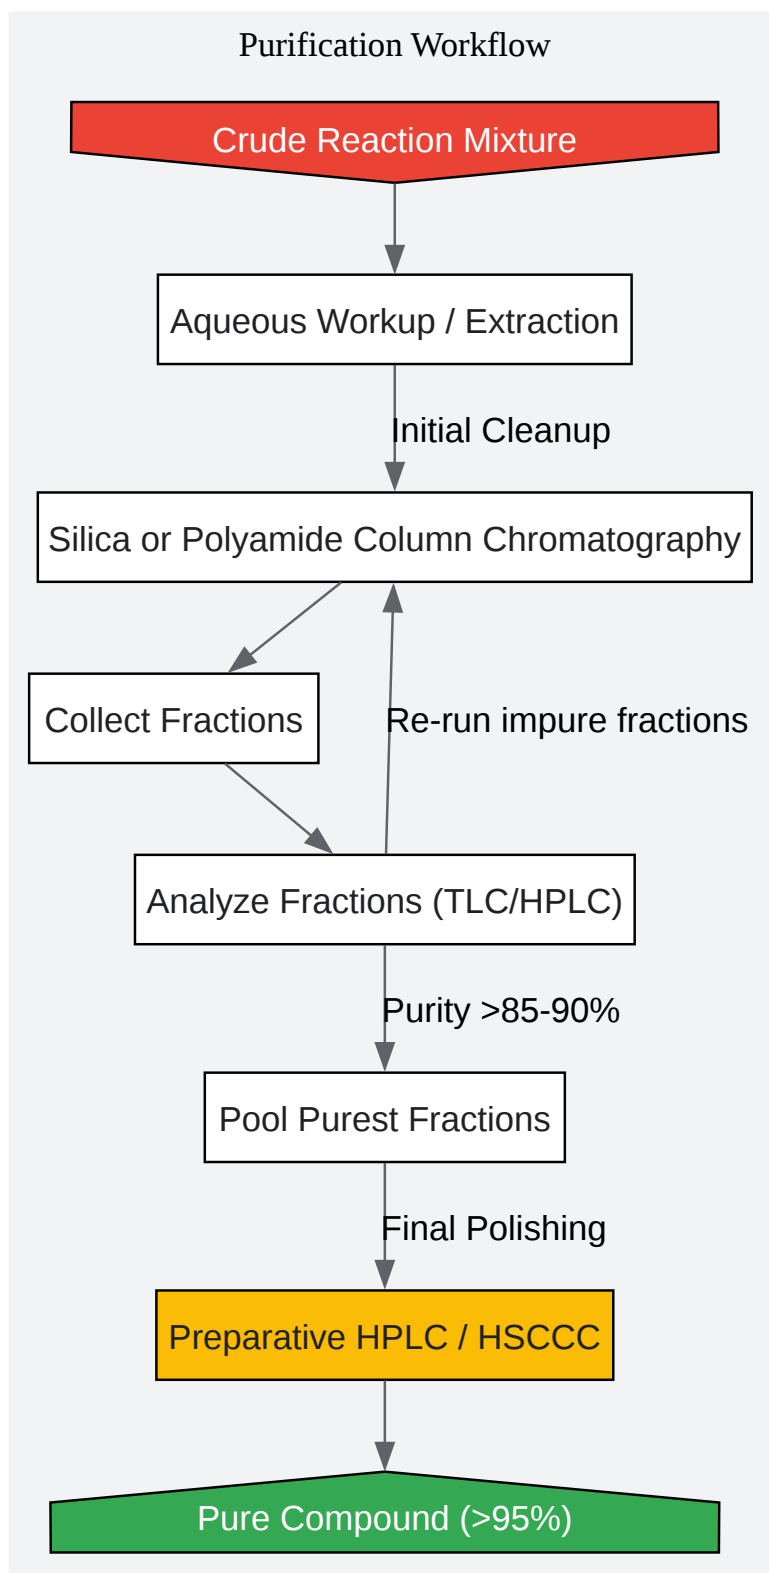 Purification Workflow
Crude Reaction Mixture
Aqueous Workup / Extraction
Initial Cleanup
Silica or Polyamide Column Chromatography
Collect Fractions
Re-run impure fractions
Analyze Fractions (TLC/HPLC)
Purity >85-90%
Pool Purest Fractions
Final Polishing
Preparative HPLC / HSCCC
Pure Compound (>95%)